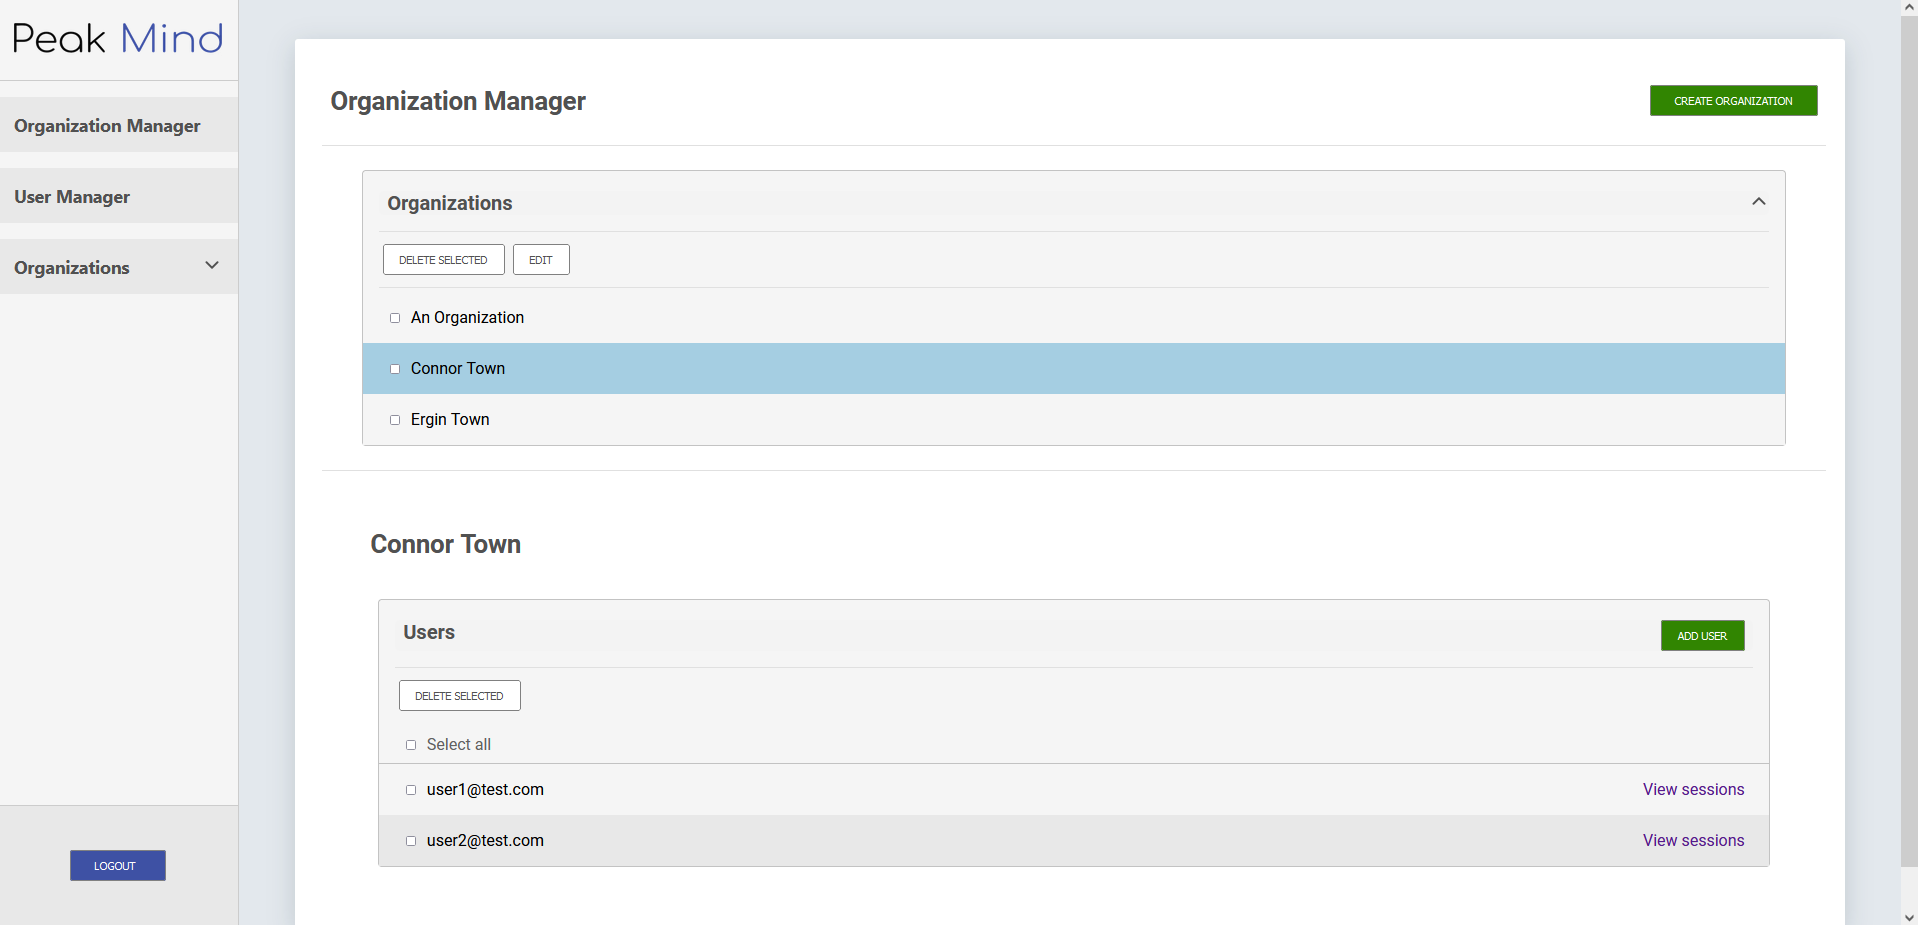 Peak Mind
Organization Manager
User Manager
Organizations
LOGOUT
Organization Manager
CREATE ORGANIZATION
Organizations
DELETE SELECTED EDIT
An Organization
Connor Town
Ergin Town
Connor Town
Users
ADD USER
DELETE SELECTED
Select all
user1@test.com View sessions
user2@test.com View sessions